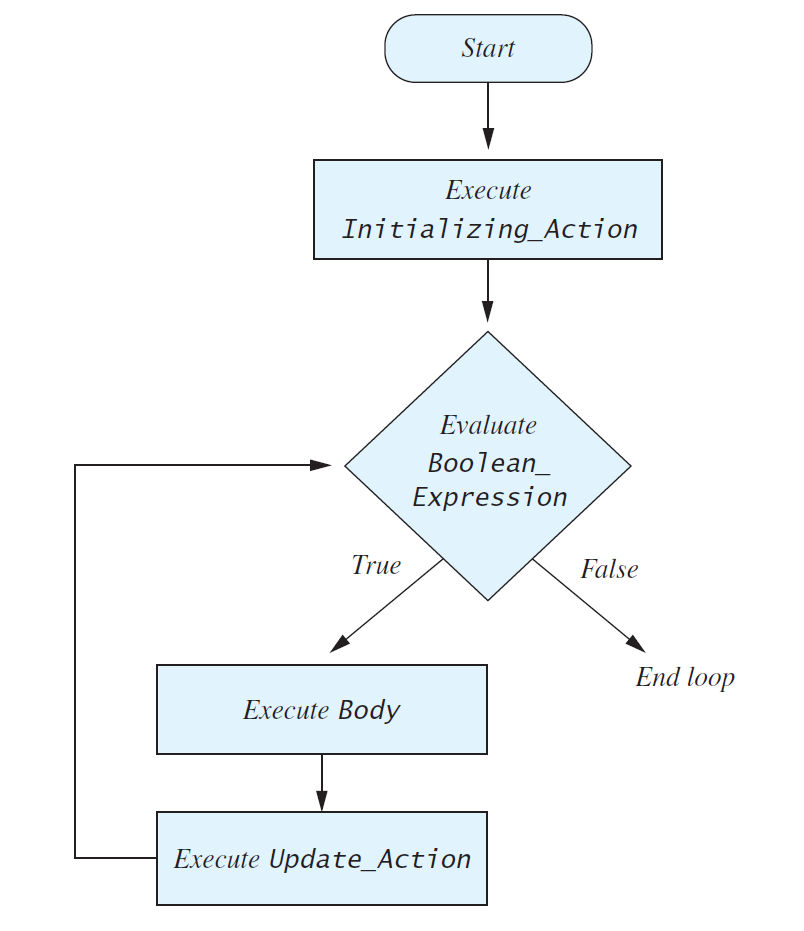 Start
Execute
Initializing_Action
Evaluate
Boolean_
Expression
True
False
End loop
Execute Body
Execute Update_Action